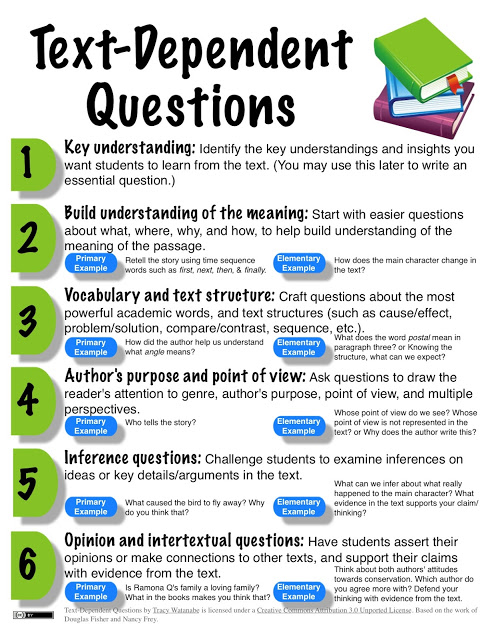 Text-Dependent
Questions
1
Key understanding: Identify the key understandings and insights you
want students to learn from the text. (You may use this later to write an
essential question.)
2
Build understanding of the meaning: Start with easier questions
about what, where, why, and how, to help build understanding of the
meaning of the passage.
Primary
Example
Retell the story using time sequence
words such as first, next, then, & finally.
Elementary
Example
How does the main character change in
the text?
3
Vocabulary and text structure: Craft questions about the most
powerful academic words, and text structures (such as cause/effect,
problem/solution, compare/contrast, sequence, etc.).
Primary
Example
How did the author help us understand
what angle means?
Elementary
Example
What does the word postal mean in
paragraph three? or Knowing the
structure, what can we expect?
4
Author's purpose and point of view: Ask questions to draw the
reader's attention to genre, author's purpose, point of view, and multiple
perspectives.
Primary
Example
Who tells the story?
Elementary
Example
Whose point of view do we see? Whose
point of view is not represented in the
text? or Why does the author write this?
5
Inference questions: Challenge students to examine inferences on
ideas or key details/arguments in the text.
Primary
Example
What caused the bird to fly away? Why
do you think that?
Elementary
Example
What can we infer about what really
happened to the main character? What
evidence in the text supports your claim/
thinking?
6
Opinion and intertextual questions: Have students assert their
opinions or make connections to other texts, and support their claims
with evidence from the text.
Primary
Example
Is Ramona Q's family a loving family?
What in the books makes you think that?
Elementary
Example
Think about both authors' attitudes
towards conservation. Which author do
you agree more with? Defend your
thinking with evidence from the text.
cc BY
Text-Dependent Questions by Tracy Watanabe is licensed under a Creative Commons Attribution 3.0 Unported License. Based on the work of
Douglas Fisher and Nancy Frey.